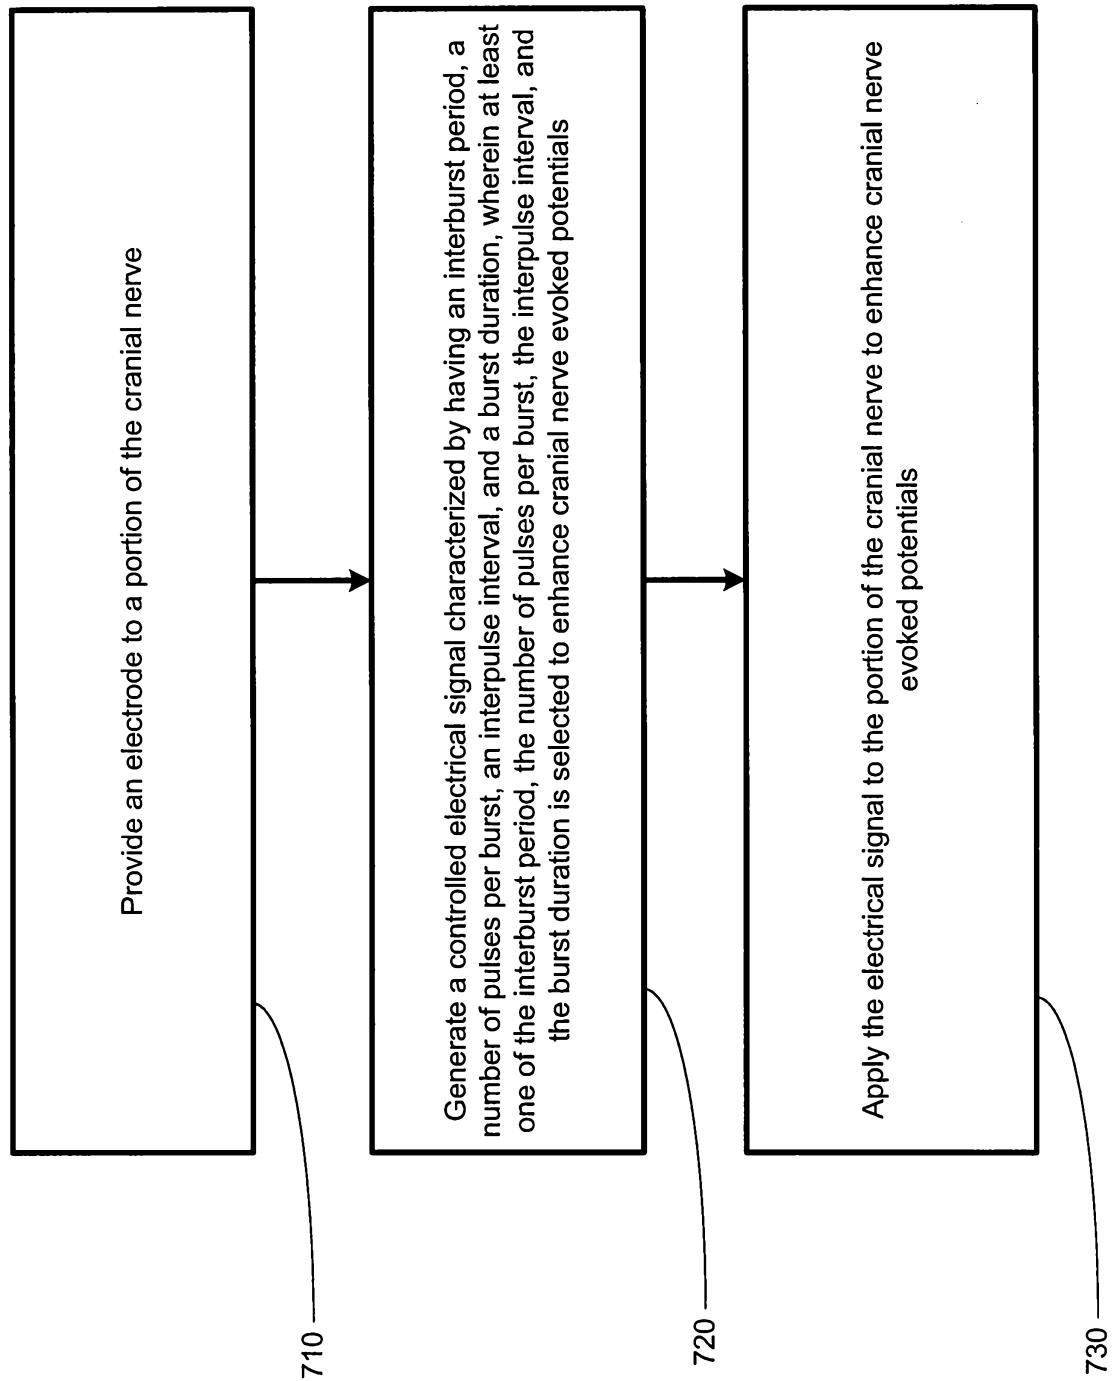 Provide an electrode to a portion of the cranial nerve
710
Generate a controlled electrical signal characterized by having an interburst period, a
number of pulses per burst, an interpulse interval, and a burst duration, wherein at least
one of the interburst period, the number of pulses per burst, the interpulse interval, and
the burst duration is selected to enhance cranial nerve evoked potentials
720
Apply the electrical signal to the portion of the cranial nerve to enhance cranial nerve
evoked potentials
730